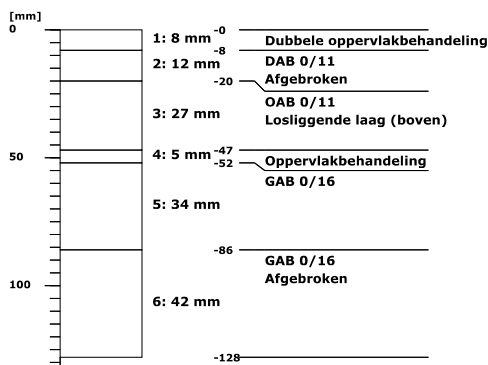 [mm]
0
-0
1: 8 mm
Dubbele oppervlakbehandeling
-8
2: 12 mm
DAB 0/11
Afgebroken
-20
OAB 0/11
Losliggende laag (boven)
3: 27 mm
-47
50
4: 5 mm
-52
Oppervlakbehandeling
GAB 0/16
5: 34 mm
-86
GAB 0/16
Afgebroken
100
6: 42 mm
-128